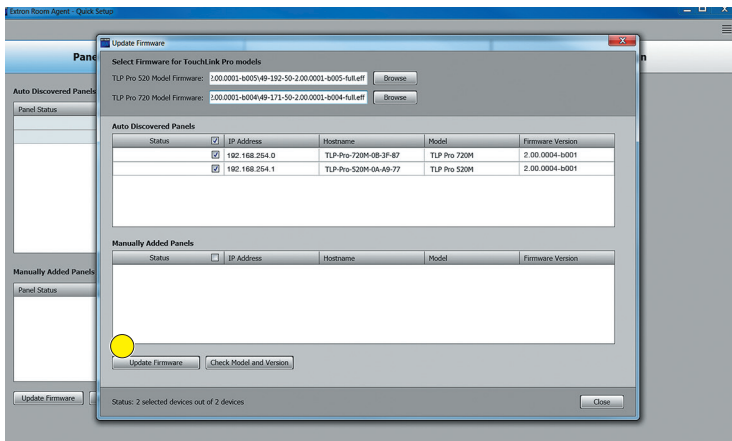 Extron Room Agent - Quick Setup
Update Firmware
Select Firmware for TouchLink Pro models
TLP Pro 520 Model Firmware: 2.00.0001-b005\49-192-50-2.00.0001-b005-full.eff Browse
TLP Pro 720 Model Firmware: 2.00.0001-b004\49-171-50-2.00.0001-b004-full.eff Browse
Auto Discovered Panels
Status IP Address Hostname Model Firmware Version
192.168.254.0 TLP-Pro-720M-0B-3F-87 TLP Pro 720M 2.00.0004-b001
192.168.254.1 TLP-Pro-520M-0A-A9-77 TLP Pro 520M 2.00.0004-b001
Manually Added Panels
Status IP Address Hostname Model Firmware Version
Update Firmware Check Model and Version
Status: 2 selected devices out of 2 devices Close
Auto Discovered Panels
Panel Status
Manually Added Panels
Panel Status
Update Firmware